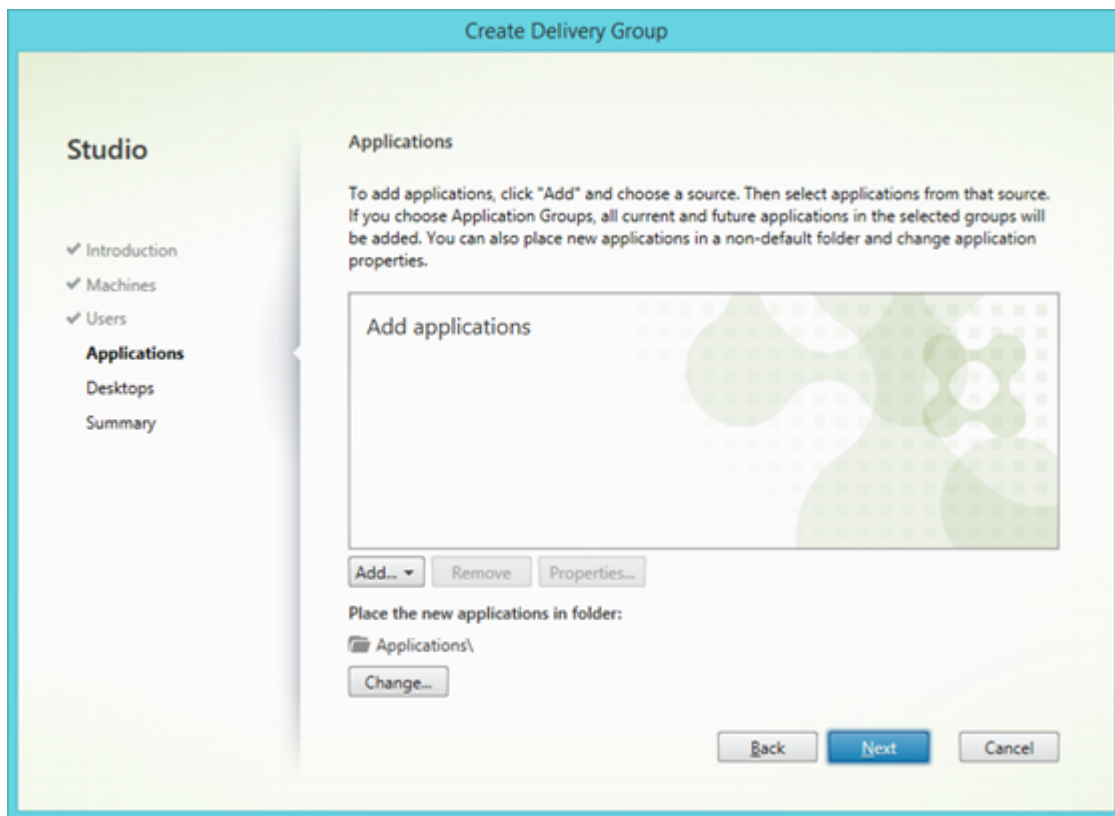 Create Delivery Group
Studio
Introduction
Machines
Users
Applications
Desktops
Summary
Applications
To add applications, click "Add" and choose a source. Then select applications from that source.
If you choose Application Groups, all current and future applications in the selected groups will
be added. You can also place new applications in a non-default folder and change application
properties.
Add applications
Add...
Remove
Properties...
Place the new applications in folder:
Applications\
Change...
Back
Next
Cancel